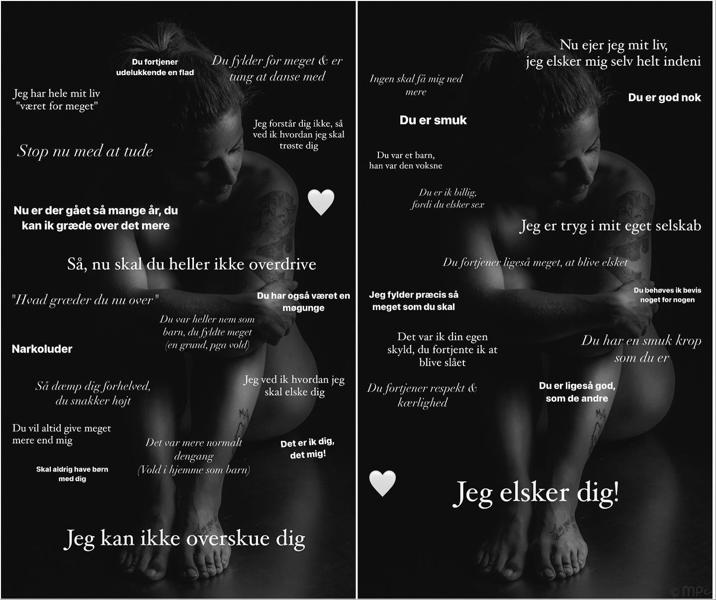 Du fortjener
udelukkende en flad
Du fylder for meget & er
tung at danse med
Jeg har hele mit liv
"været for meget"
Jeg forstår dig ikke, så
ved ik hvordan jeg skal
trøste dig
Stop nu med at tude
Nu er der gået så mange år, du
kan ik græde over det mere
Så, nu skal du heller ikke overdrive
"Hvad græder du nu over"
Du har også været en
møgunge
Du var heller nem som
barn, du fyldte meget
(en grund, pga vold)
Narkoluder
Så dæmp dig forhelved,
du snakker højt
Jeg ved ik hvordan jeg
skal elske dig
Du vil altid give meget
mere end mig
Det var mere normalt
dengang
(Vold i hjemme som barn)
Det er ik dig,
det mig!
Skal aldrig have børn
med dig
Jeg kan ikke overskue dig
Nu ejer jeg mit liv,
jeg elsker mig selv helt indeni
Ingen skal få mig ned
mere
Du er god nok
Du er smuk
Du var et barn,
han var den voksne
Du er ik billig,
fordi du elsker sex
Jeg er tryg i mit eget selskab
Du fortjener ligeså meget, at blive elsket
Jeg fylder præcis så
meget som du skal
Du behøves ik bevis
noget for nogen
Det var ik din egen
skyld, du fortjente ik at
blive slået
Du har en smuk krop
som du er
Du fortjener respekt &
kærlighed
Du er ligeså god,
som de andre
Jeg elsker dig!